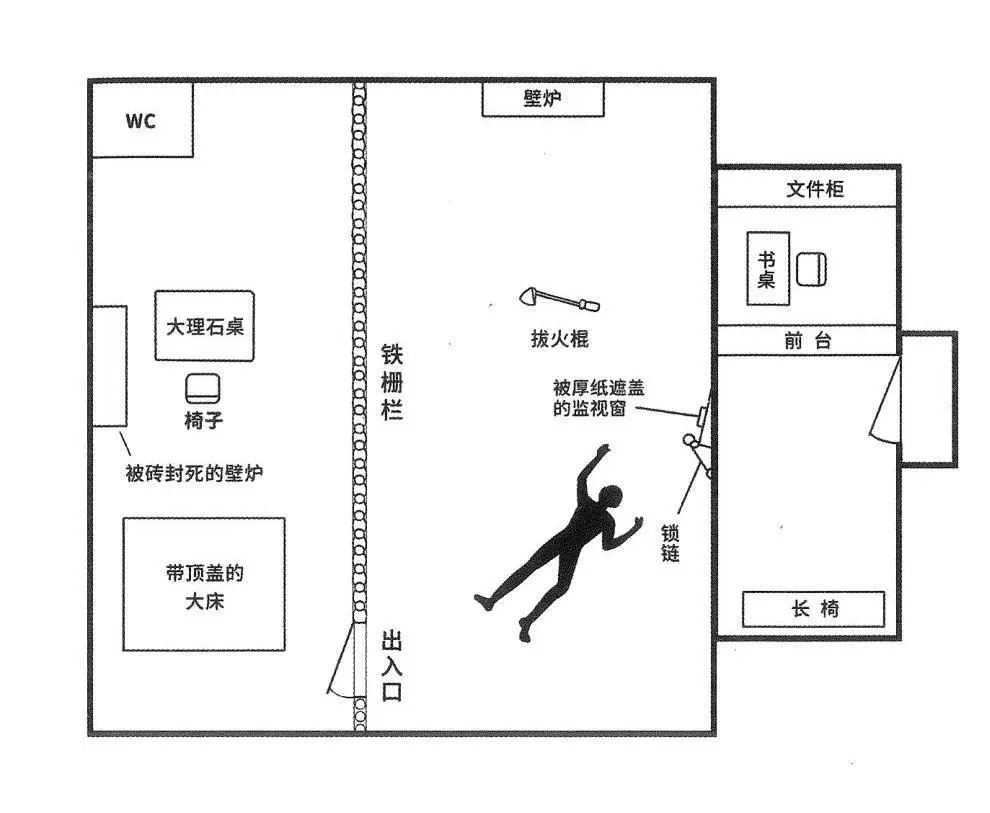 WC
壁炉
文件柜
书
桌
大理石桌
拔火棍
前 台
铁
栅
栏
被厚纸遮盖
的监视窗
椅子
被砖封死的壁炉
锁
链
带顶盖的
大床
长 椅
出
入
口